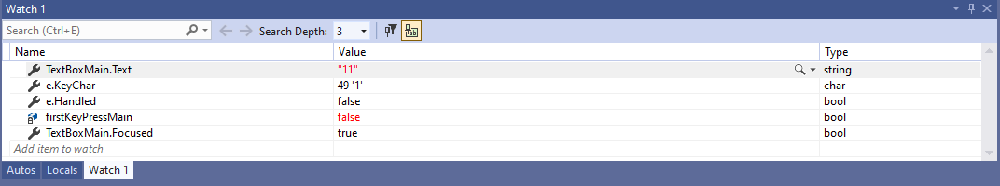 Watch 1
Search (Ctrl+E) Search Depth: 3
Name Value Type
TextBoxMain.Text "11" string
e.KeyChar 49 '1' char
e.Handled false bool
firstKeyPressMain false bool
TextBoxMain.Focused true bool
Add item to watch
Autos Locals Watch 1